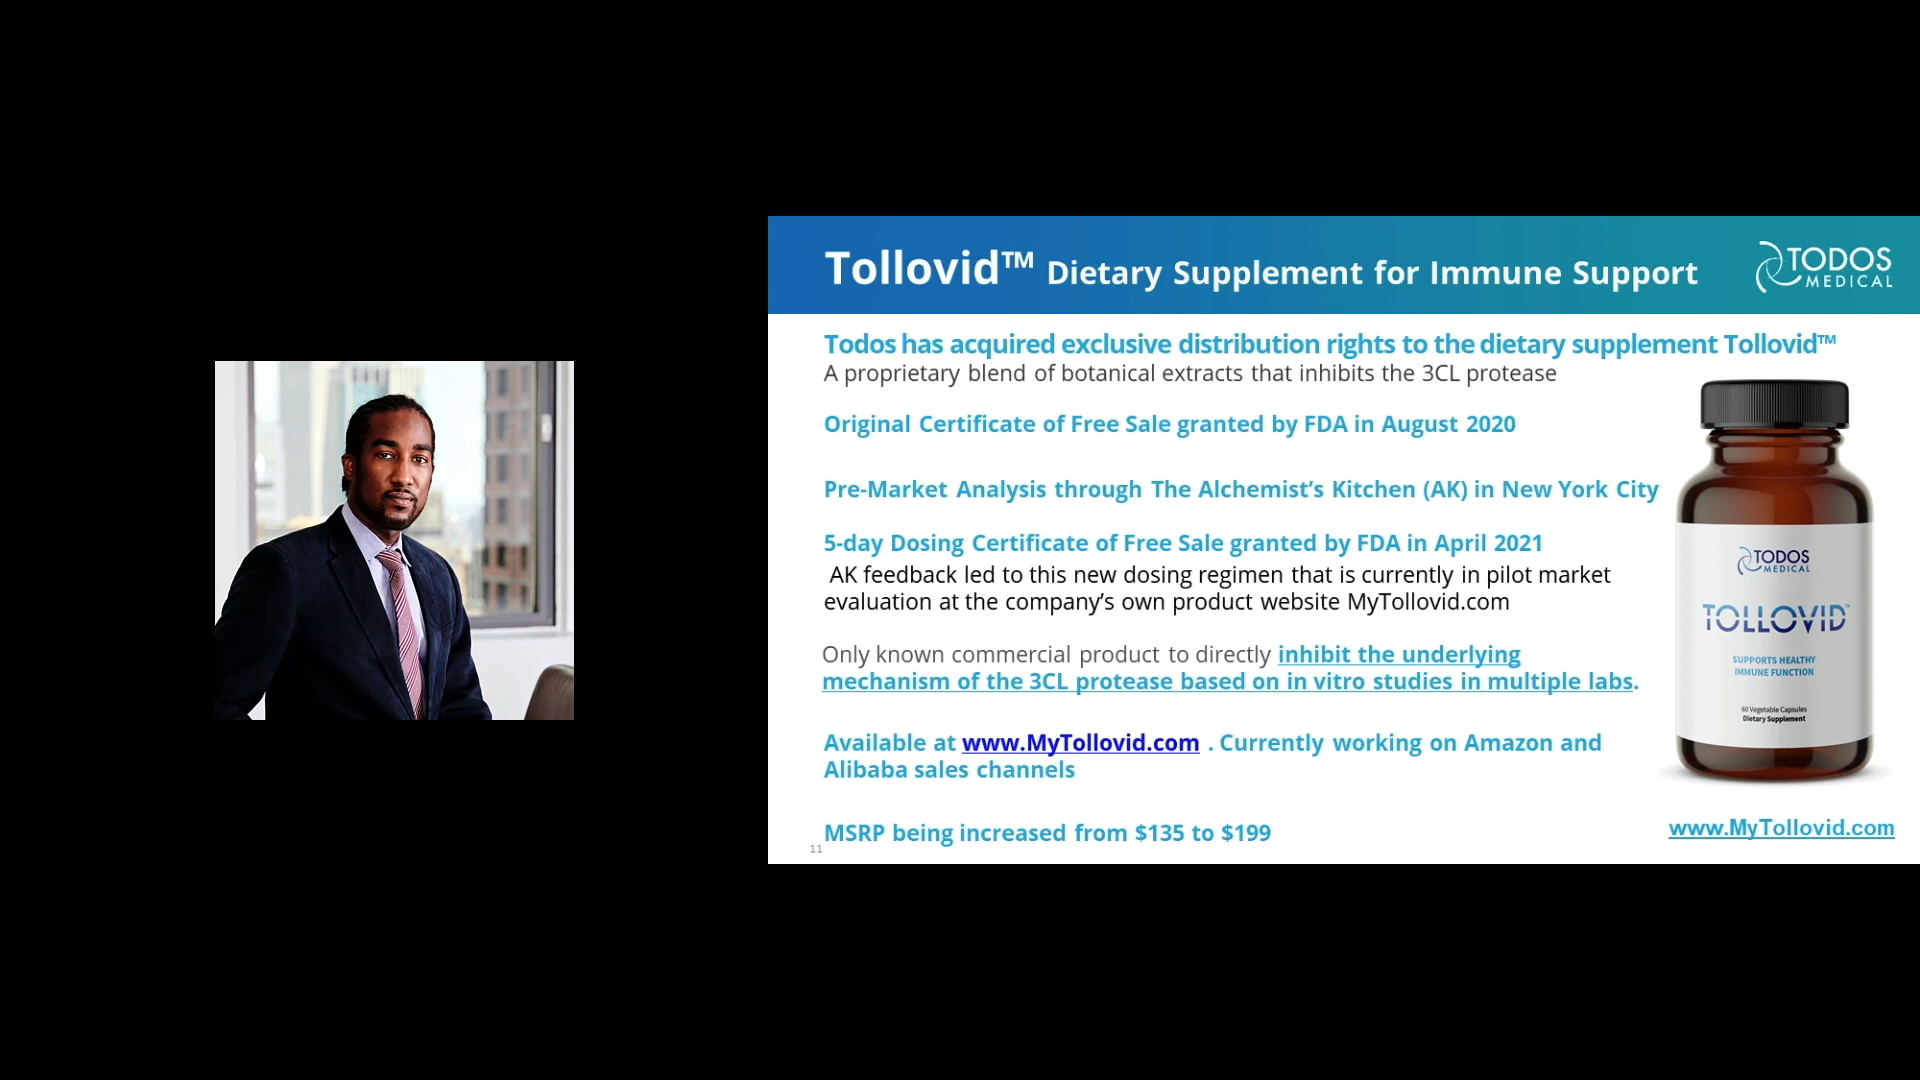 Tollovid™ Dietary Supplement for Immune Support
TODOS
MEDICAL
Todos has acquired exclusive distribution rights to the dietary supplement Tollovid™
A proprietary blend of botanical extracts that inhibits the 3CL protease
Original Certificate of Free Sale granted by FDA in August 2020
Pre-Market Analysis through The Alchemist’s Kitchen (AK) in New York City
5-day Dosing Certificate of Free Sale granted by FDA in April 2021
AK feedback led to this new dosing regimen that is currently in pilot market
evaluation at the company’s own product website MyTollovid.com
Only known commercial product to directly inhibit the underlying
mechanism of the 3CL protease based on in vitro studies in multiple labs.
Available at www.MyTollovid.com . Currently working on Amazon and
Alibaba sales channels
MSRP being increased from $135 to $199
11
TODOS
MEDICAL
TOLLOVID™
SUPPORTS HEALTHY
IMMUNE FUNCTION
60 Vegetable Capsules
Dietary Supplement
www.MyTollovid.com